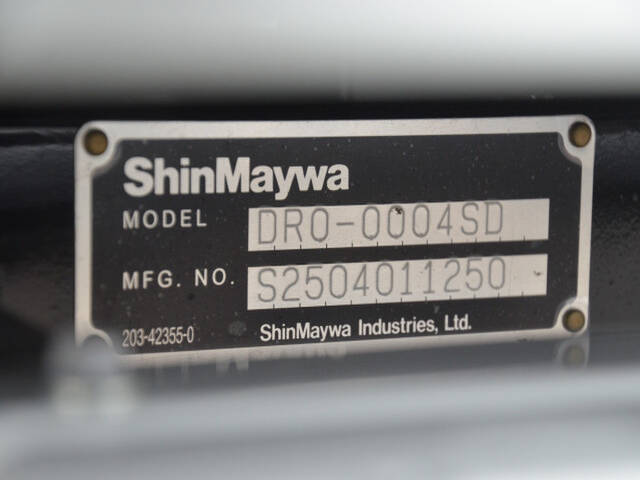 ShinMaywa
MODEL DR0-0004SD
MFG. NO. S2504011250
203-42355-0 ShinMaywa Industries, Ltd.